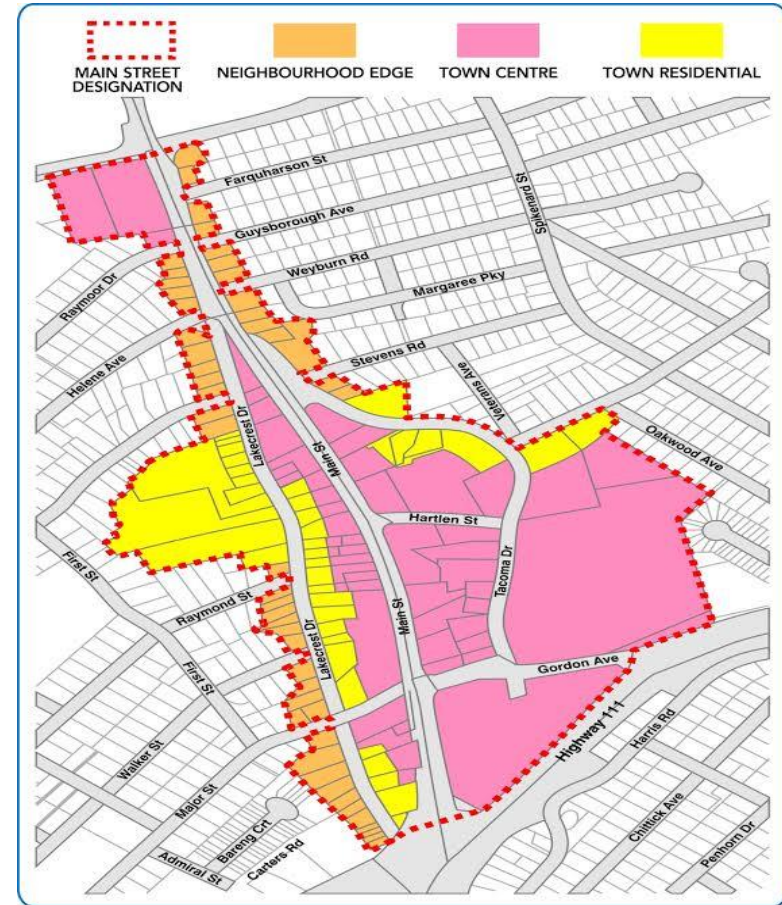 MAIN STREET
DESIGNATION
NEIGHBOURHOOD EDGE
TOWN CENTRE
TOWN RESIDENTIAL
Farquharson St
Spikenard St
Guysborough Ave
Weyburn Rd
Raymoor Dr
Margaree Pky
Helene Ave
Stevens Rd
Veterans Ave
Lakecrest Dr
Main St
Oakwood Ave
Hartlen St
First St
Tacoma Dr
Raymond St
Main St
Lakecrest Dr
Gordon Ave
First St
Highway 111
Harris Rd
Walker St
Major St
Chittick Ave
Bareng Crt
Carters Rd
Penhorn Dr
Admiral St